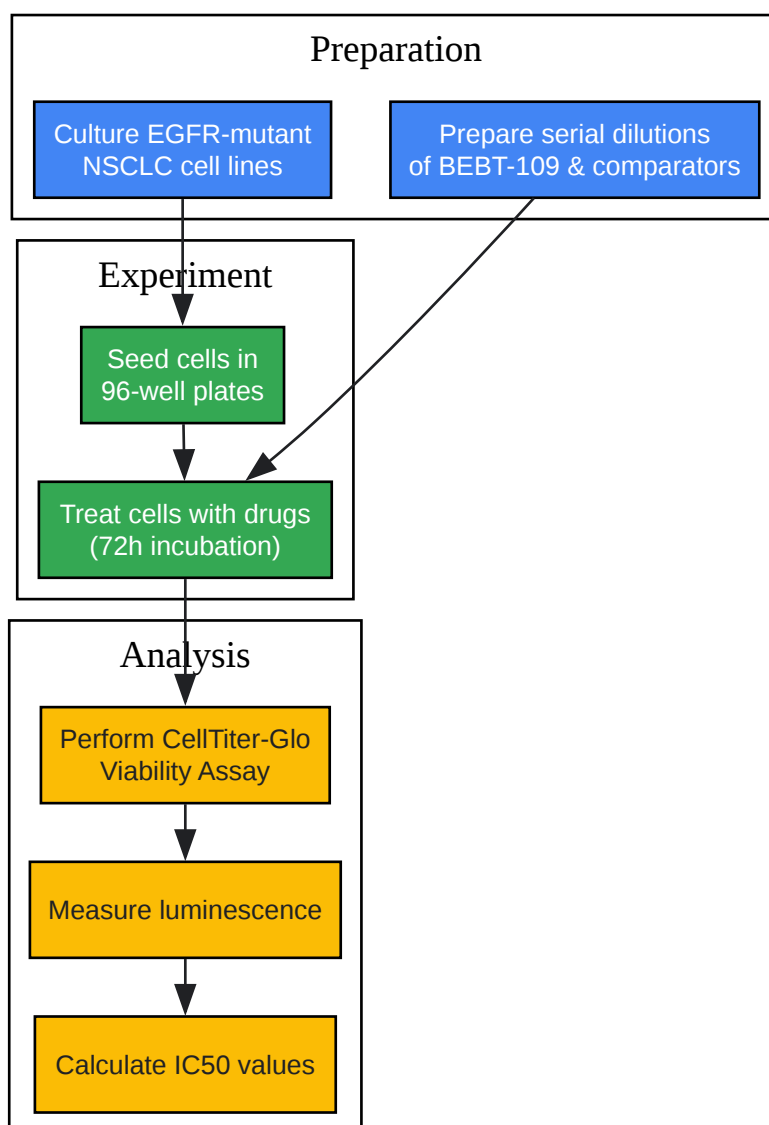 Preparation
Culture EGFR-mutant
NSCLC cell lines
Prepare serial dilutions
of BEBT-109 & comparators
Experiment
Seed cells in
96-well plates
Treat cells with drugs
(72h incubation)
Analysis
Perform CellTiter-Glo
Viability Assay
Measure luminescence
Calculate IC50 values